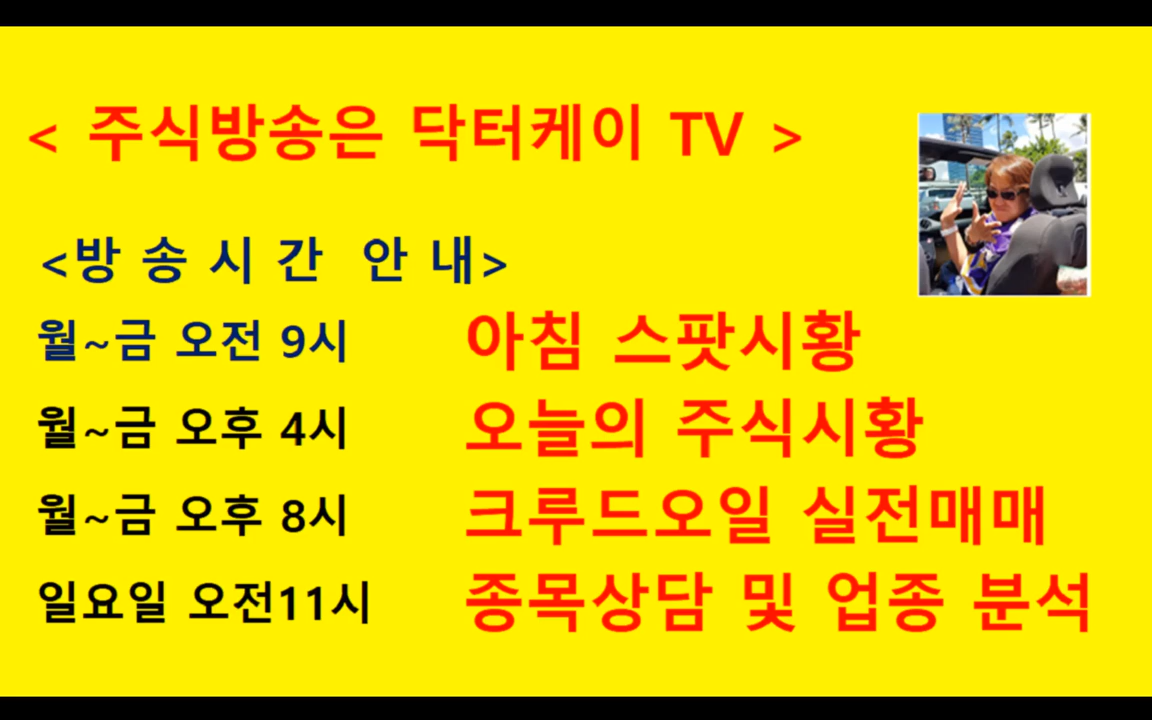 < 주식방송은 닥터케이 TV >
<방 송 시 간 안 내>
월~금 오전 9시 아침 스팟시황
월~금 오후 4시 오늘의 주식시황
월~금 오후 8시 크루드오일 실전매매
일요일 오전11시 종목상담 및 업종 분석